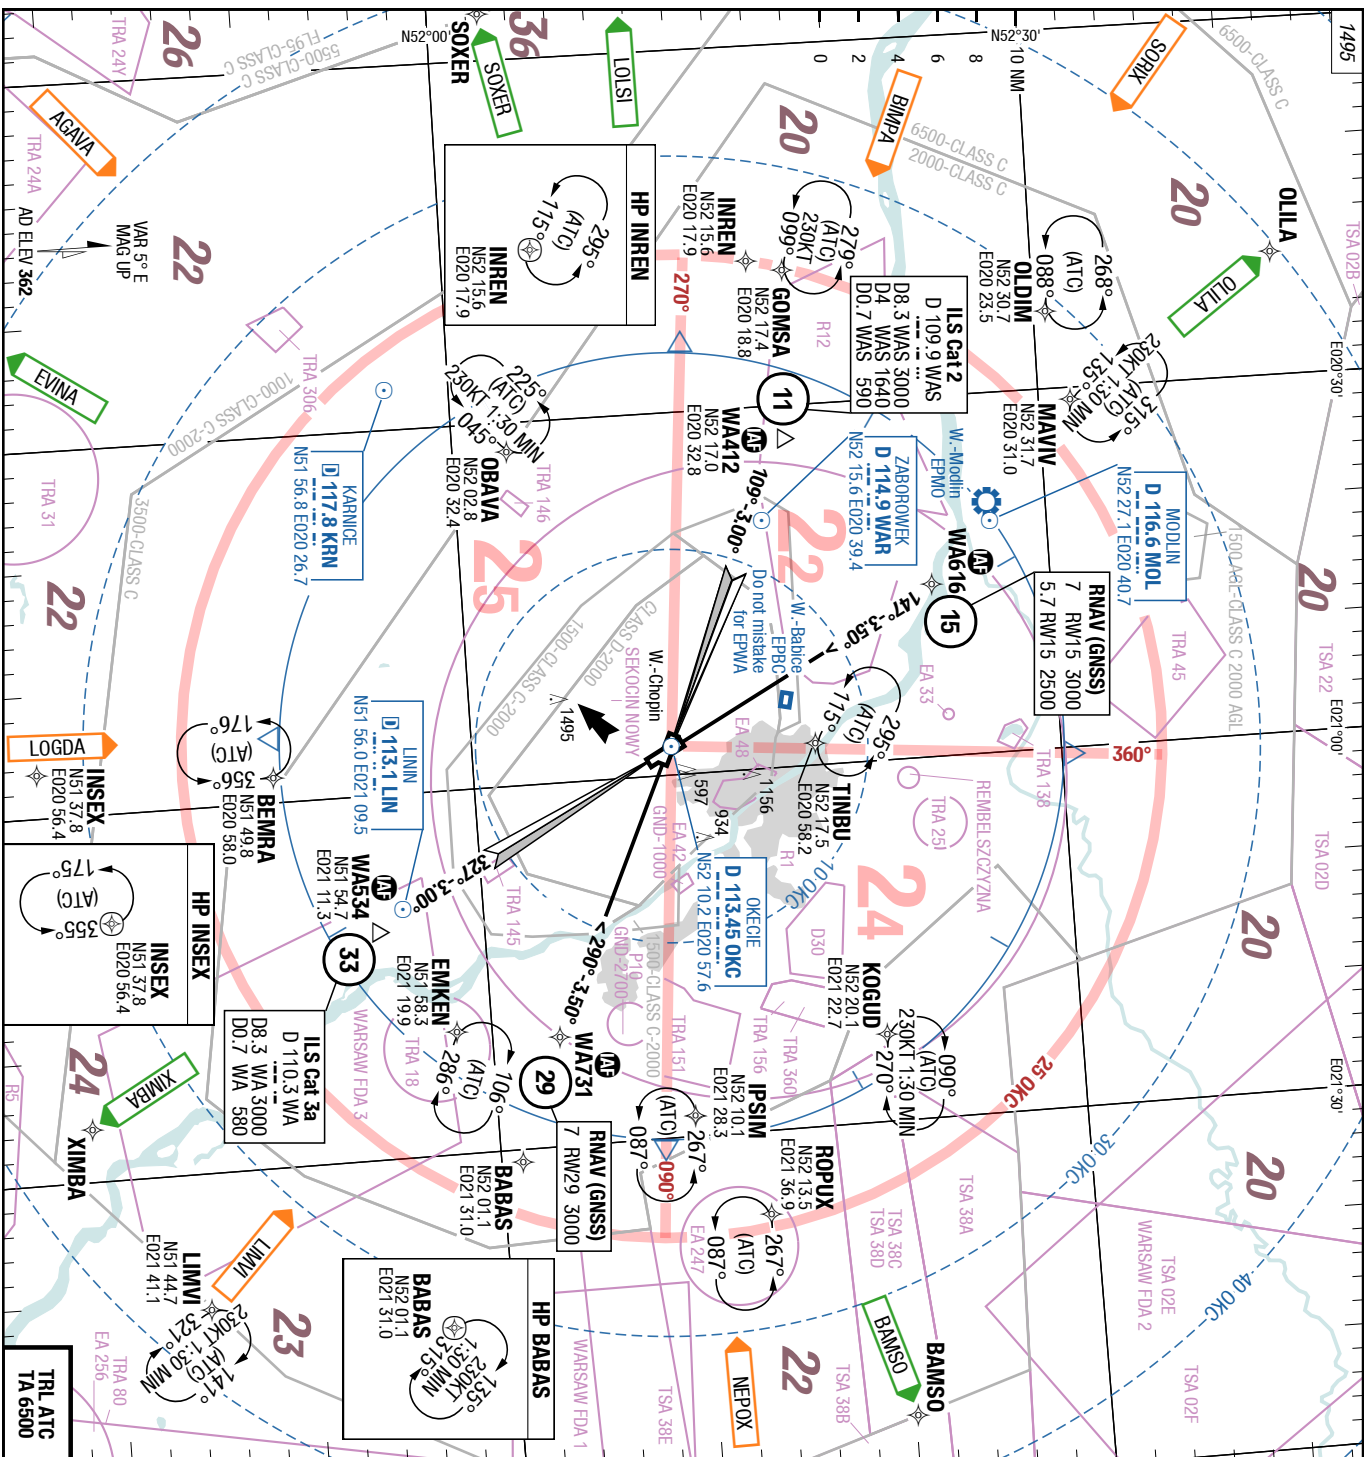 1495
TRA 24Y
26
5500-CLASS C
FL95-CLASS C
36
SOXER
N52°00'
SOXER
LOLSI
20
BIMPA
0
2
4
6
8
10 NM
N52°30'
SORIX
6500-CLASS C
6500-CLASS C
2000-CLASS C
20
OLILA
OLILA
TSA 02B
AGAVA
TRA 24A
AD ELEV 362
VAR 5° E
MAG UP
22
HP INREN
295°
(ATC)
115°
INREN
N52 15.6
E020 17.9
INREN
N52 15.6
E020 17.9
279°
(ATC)
230KT
099°
GOMSA
N52 17.4
E020 18.8
R12
270°
ILS Cat 2
D 109.9 WAS
D8.3 WAS 3000
D4 WAS 1640
D0.7 WAS 590
268°
(ATC)
088°
OLDIM
N52 30.7
E020 23.5
315°
(ATC)
230KT 1:30 MIN
135°
MAVIV
N52 31.7
E020 31.0
E020°30'
EVINA
TRA 306
1000-CLASS C-2000
3500-CLASS C
TRA 31
22
KARNICE
D 117.8 KRN
N51 56.8 E020 26.7
225°
(ATC)
230KT 1:30 MIN
045°
OBAVA
N52 02.8
E020 32.4
TRA 146
25
11
IAF
WA412
N52 17.0
E020 32.8
109°-3.00°
ZABOROWEK
D 114.9 WAR
N52 15.6 E020 39.4
W.-Modlin
EPMO
MODLIN
D 116.6 MOL
N52 27.1 E020 40.7
1500 AGL-CLASS C 2000 AGL
20
22
Do not mistake
for EPWA
W.-Babice
EPBC
IAF
WA616
15
147°-3.50° >
RNAV (GNSS)
7 RW15 3000
5.7 RW15 2500
TRA 45
TSA 22
E021°00'
CLASS D-2000
1500-CLASS C-2000
W.-Chopin
SEKOCIN NOWY
1495
EA 33
295°
(ATC)
115°
TINBU
N52 17.5
E020 58.2
EA 48
1156
597
934
360°
TRA 138
REMBELSZCZYZNA
TRA 251
LOGDA
INSEX
N51 37.8
E020 56.4
176°
(ATC)
356°
BEMRA
N51 49.8
E020 58.0
LININ
D 113.1 LIN
N51 56.0 E021 09.5
327°-3.00°
TRA 145
EA 42
GND-1000
R1
10 OKC
OKECIE
D 113.45 OKC
N52 10.2 E020 57.6
24
TSA 02D
20
HP INSEX
175°
(ATC)
355°
INSEX
N51 37.8
E020 56.4
IAF
WA534
N51 54.7
E021 11.3
33
EMKEN
N51 58.3
E021 19.9
106°
(ATC)
286°
< 290°-3.50°
P10
GND-2700
1500-CLASS C-2000
D30
KOGUD
N52 20.1
E021 22.7
090°
(ATC)
230KT 1:30 MIN
270°
25 OKC
ILS Cat 3a
D 110.3 WA
D8.3 WA 3000
D0.7 WA 580
WARSAW FDA 3
TRA 18
IAF
WA731
29
TRA 151
TRA 156
TRA 360
IPSIM
N52 10.1
E021 28.3
267°
(ATC)
087°
E021°30'
30 OKC
R5
24
XIMBA
XIMBA
BABAS
N52 01.1
E021 31.0
RNAV (GNSS)
7 RW29 3000
090°
ROPUX
N52 13.5
E021 36.9
267°
(ATC)
087°
EA 247
TSA 38C
TSA 38D
TSA 38A
20
TSA 02E
WARSAW FDA 2
40 OKC
LIMVI
LIMVI
N51 44.7
E021 41.1
141°
(ATC)
230KT 1:30 MIN
321°
23
HP BABAS
135°
220KT
1:30 MIN
315°
BABAS
N52 01.1
E021 31.0
WARSAW FDA 1
TSA 38E
NEPOX
22
TSA 38B
BAMSO
BAMSO
TSA 02F
TRA 80
EA 256
TRL ATC
TA 6500